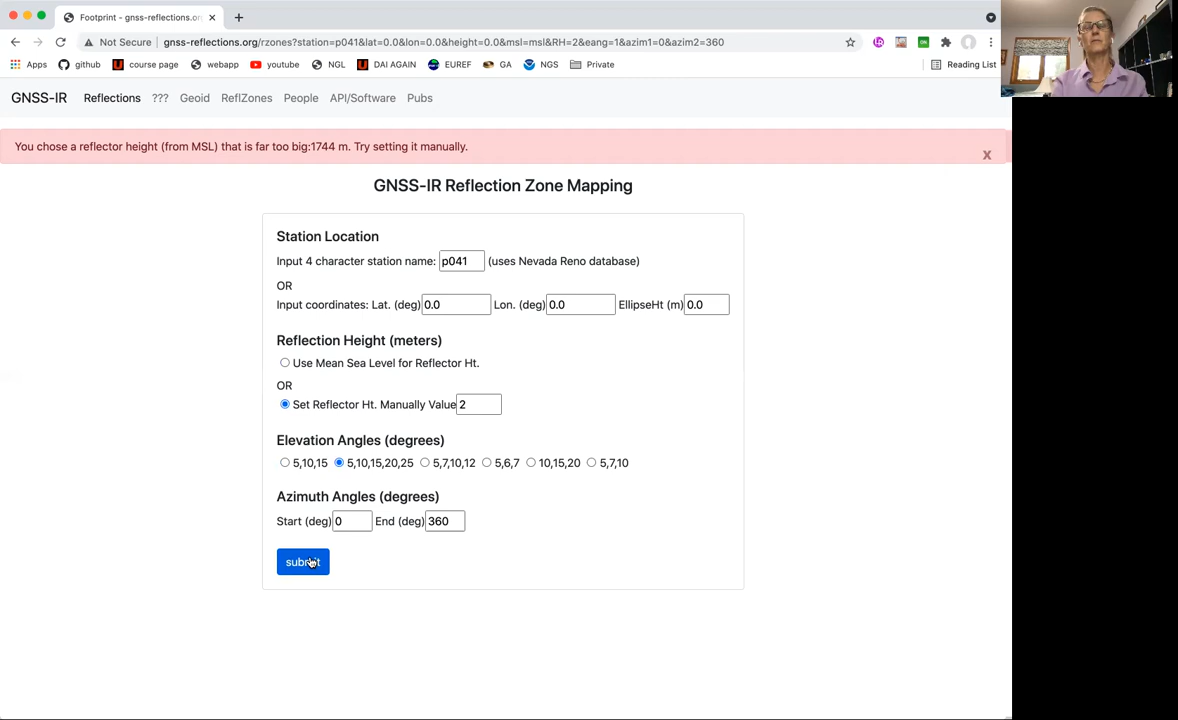 Footprint - gnss-reflections.or
Not Secure | gnss-reflections.org/rzones?station=p041&lat=0.0&lon=0.0&height=0.0&msl=msl&RH=2&eang=1&azim1=0&azim2=360
Apps github course page webapp youtube NGL DAI AGAIN EUREF GA NGS Private Reading List
GNSS-IR Reflections ??? Geoid ReflZones People API/Software Pubs
You chose a reflector height (from MSL) that is far too big:1744 m. Try setting it manually.
x
GNSS-IR Reflection Zone Mapping
Station Location
Input 4 character station name: p041 (uses Nevada Reno database)
OR
Input coordinates: Lat. (deg) 0.0 Lon. (deg) 0.0 EllipseHt (m) 0.0
Reflection Height (meters)
Use Mean Sea Level for Reflector Ht.
OR
Set Reflector Ht. Manually Value 2
Elevation Angles (degrees)
5,10,15 5,10,15,20,25 5,7,10,12 5,6,7 10,15,20 5,7,10
Azimuth Angles (degrees)
Start (deg) 0 End (deg) 360
submit